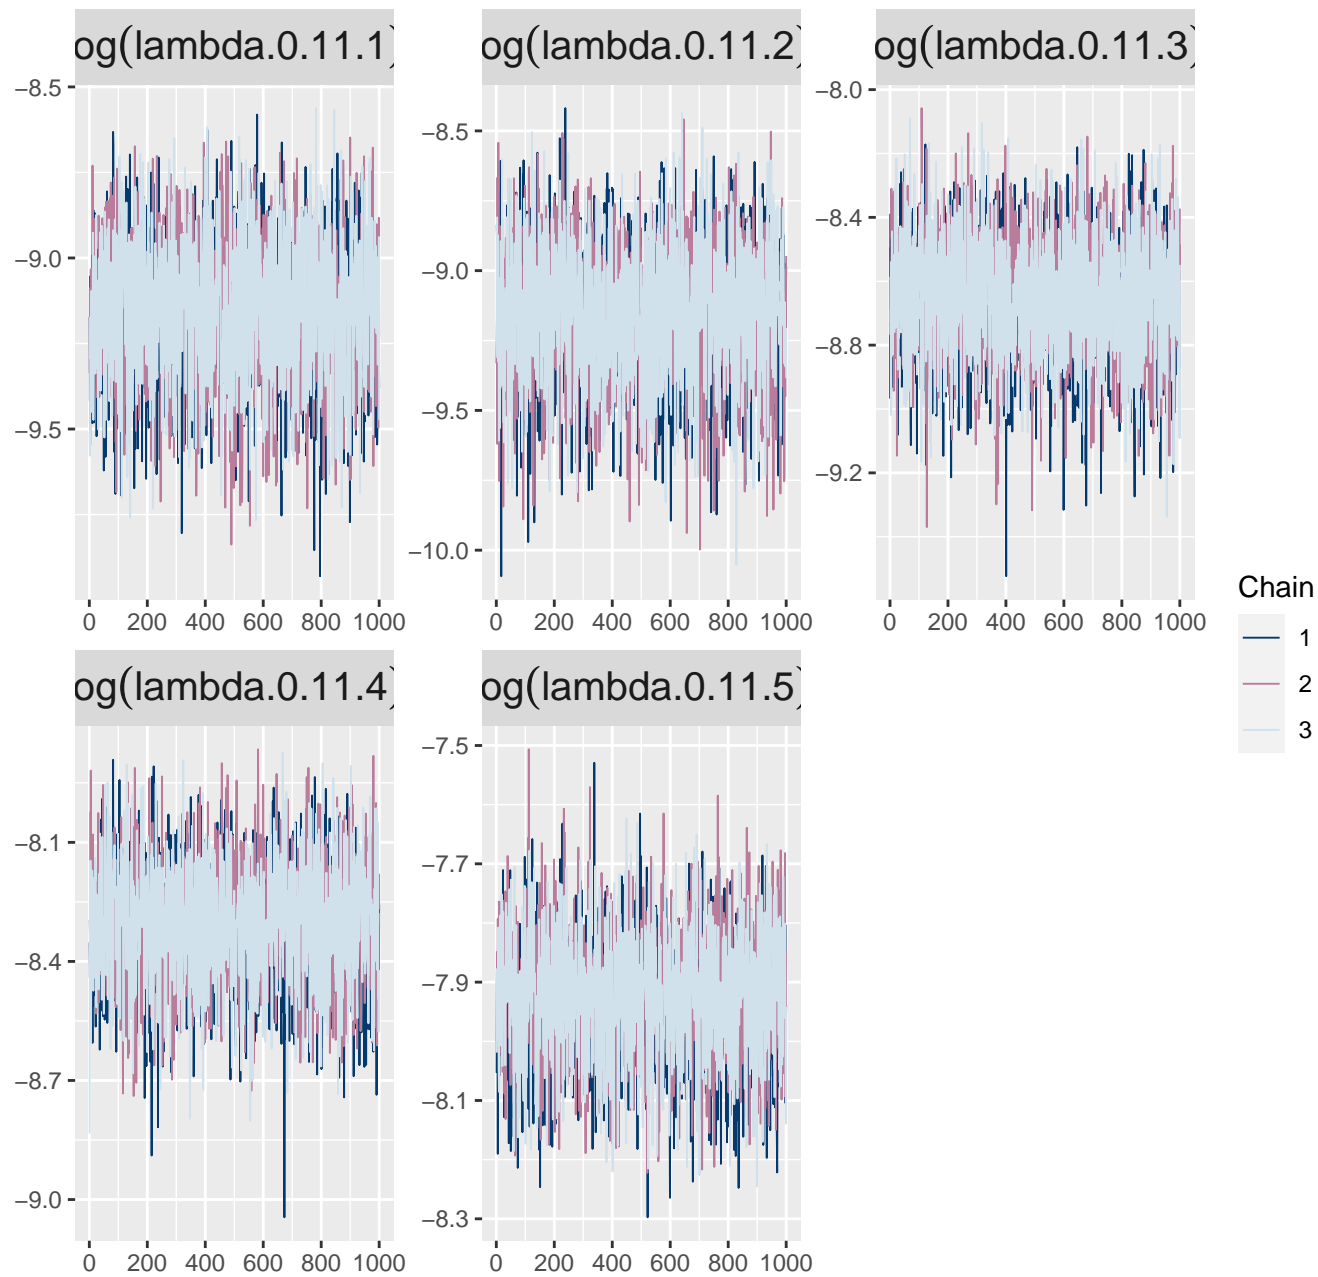 og(lambda.0.11.1)
og(lambda.0.11.2)
og(lambda.0.11.3)
−8.5
−9.0
−9.5
−8.5
−9.0
−9.5
−10.0
−8.0
−8.4
−8.8
−9.2
0 200 400 600 800 1000
0 200 400 600 800 1000
0 200 400 600 800 1000
Chain
1
2
3
og(lambda.0.11.4)
og(lambda.0.11.5)
−8.1
−8.4
−8.7
−9.0
−7.5
−7.7
−7.9
−8.1
−8.3
0 200 400 600 800 1000
0 200 400 600 800 1000